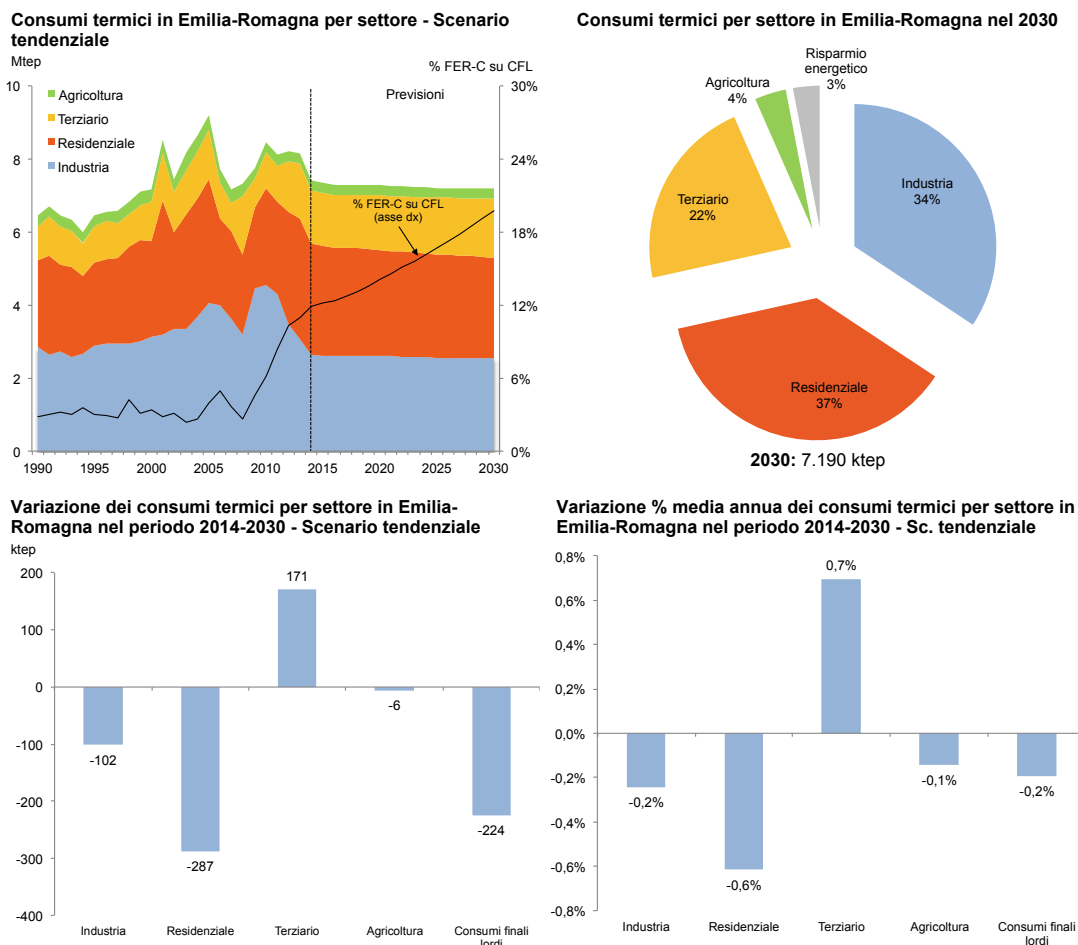 Consumi termici in Emilia-Romagna per settore - Scenario
tendenziale
Mtep
% FER-C su CFL
10
8
6
4
2
0
30%
24%
18%
12%
6%
0%
Agricoltura
Terziario
Residenziale
Industria
Previsioni
% FER-C su CFL
(asse dx)
1990 1995 2000 2005 2010 2015 2020 2025 2030
Consumi termici per settore in Emilia-Romagna nel 2030
Risparmio
energetico
3%
Agricoltura
4%
Terziario
22%
Industria
34%
Residenziale
37%
2030: 7.190 ktep
Variazione dei consumi termici per settore in Emilia-
Romagna nel periodo 2014-2030 - Scenario tendenziale
ktep
200
100
0
-100
-200
-300
-400
-102
-287
171
-6
-224
Industria Residenziale Terziario Agricoltura Consumi finali
lordi
Variazione % media annua dei consumi termici per settore in
Emilia-Romagna nel periodo 2014-2030 - Sc. tendenziale
0,8%
0,6%
0,4%
0,2%
0,0%
-0,2%
-0,4%
-0,6%
-0,8%
-0,2%
-0,6%
0,7%
-0,1%
-0,2%
Industria Residenziale Terziario Agricoltura Consumi finali
lordi